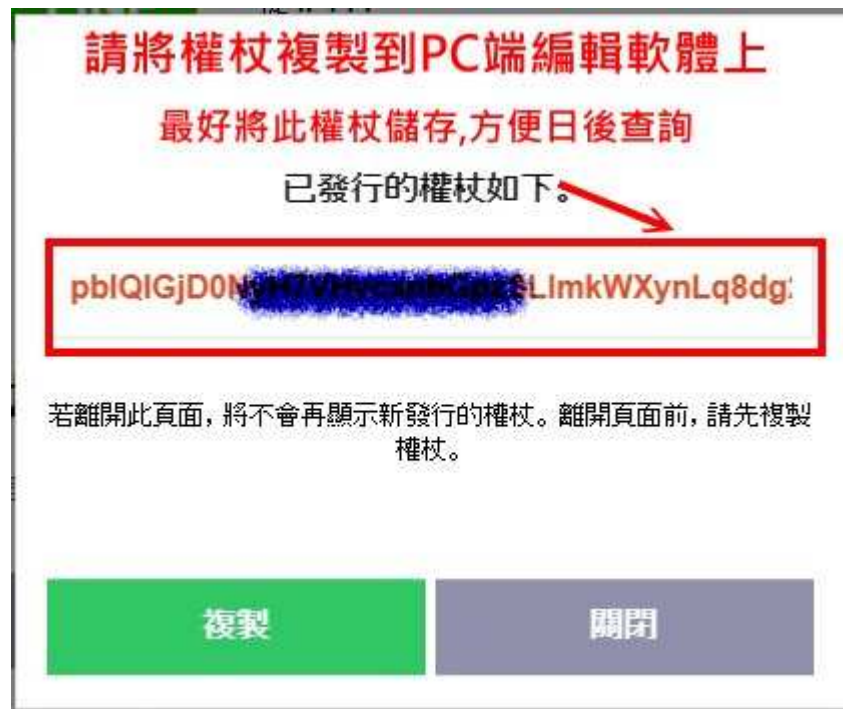 請將權杖複製到PC端編輯軟體上
最好將此權杖儲存,方便日後查詢
已發行的權杖如下。
pblQIGjD0N LImkWXynLq8dg
若離開此頁面，將不會再顯示新發行的權杖。離開頁面前，請先複製
權杖。
複製
關閉